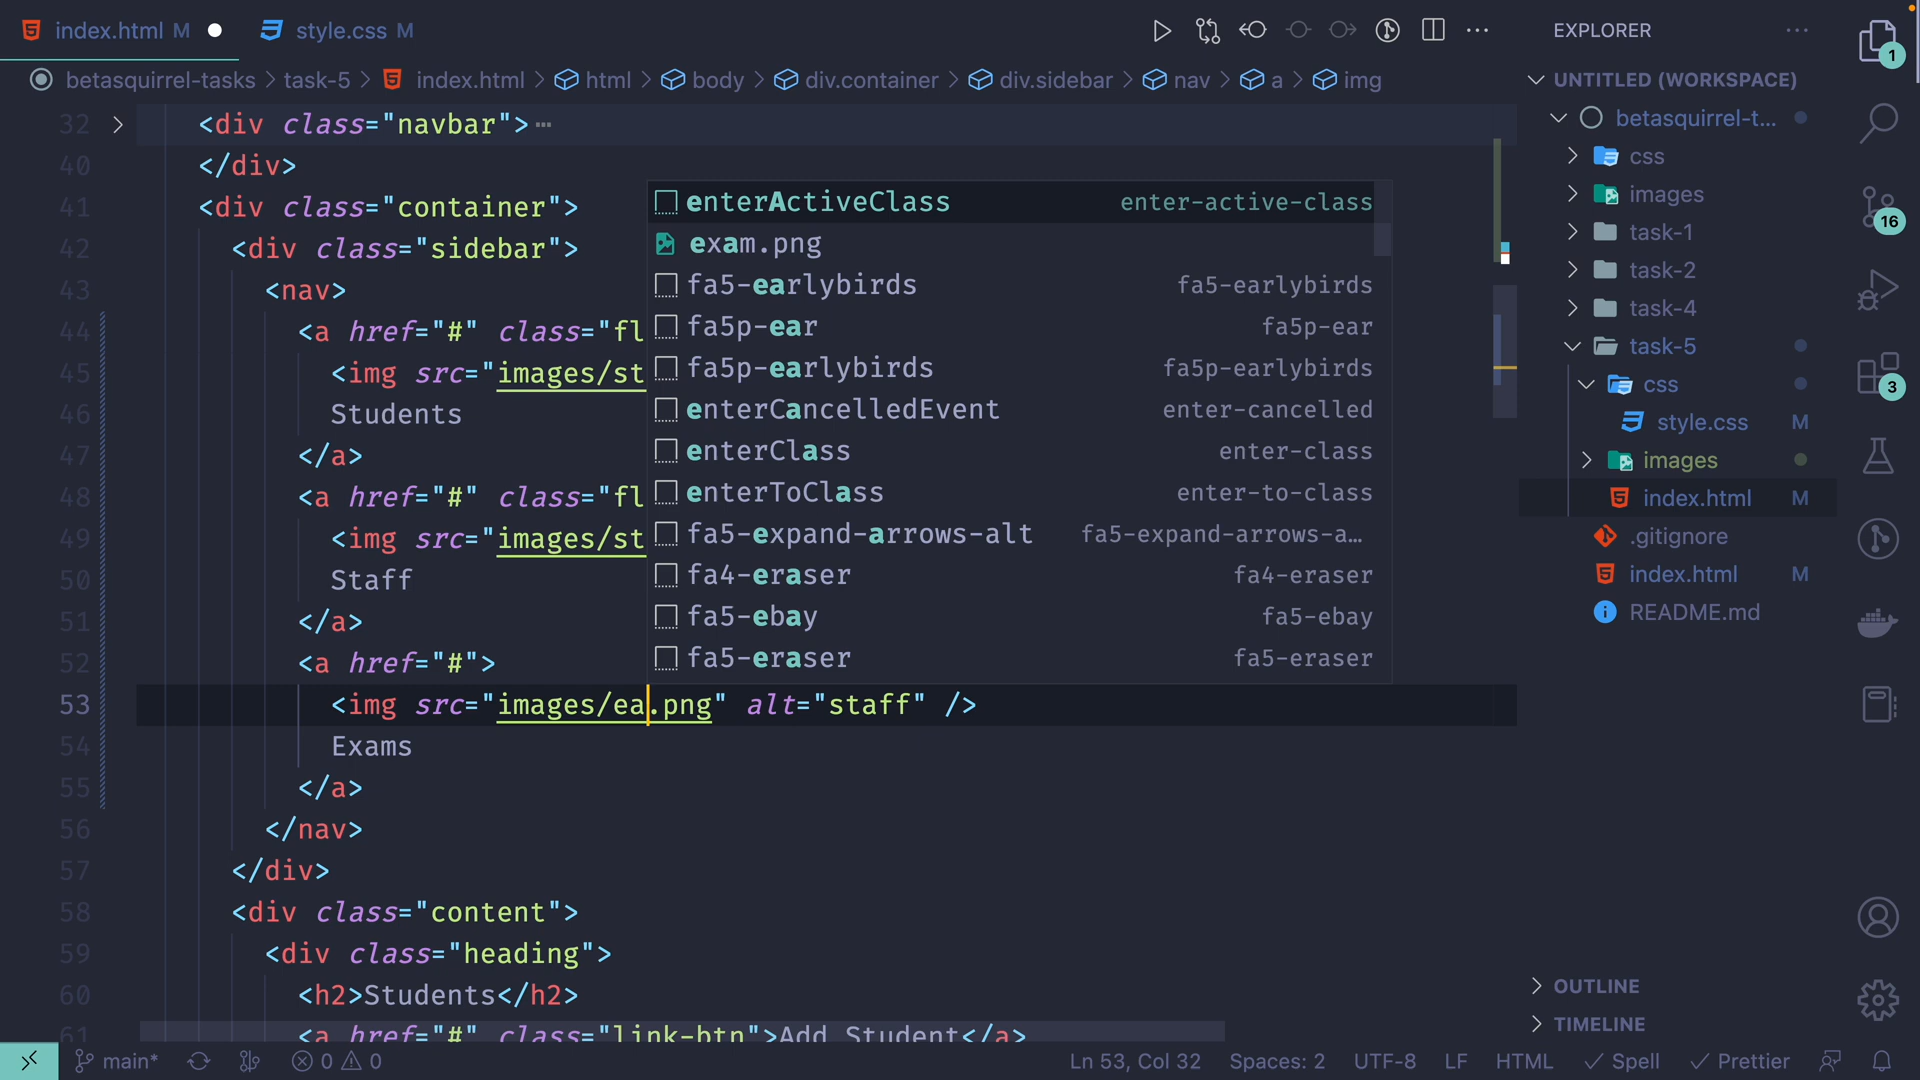 index.html M
style.css M
EXPLORER
betasquirrel-tasks > task-5 > index.html > html > body > div.container > div.sidebar > nav > a > img
UNTITLED (WORKSPACE)
1
32 <div class="navbar">
40 </div>
41 <div class="container">
42 <div class="sidebar">
43 <nav>
44 <a href="#" class="fl
45 <img src="images/st
46 Students
47 </a>
48 <a href="#" class="fl
49 <img src="images/st
50 Staff
51 </a>
52 <a href="#">
53 <img src="images/ea.png" alt="staff" />
54 Exams
55 </a>
56 </nav>
57 </div>
58 <div class="content">
59 <div class="heading">
60 <h2>Students</h2>
61 <a href="#" class="link-btn">Add Student</a>
enterActiveClass enter-active-class
exam.png
fa5-earlybirds fa5-earlybirds
fa5p-ear fa5p-ear
fa5p-earlybirds fa5p-earlybirds
enterCancelledEvent enter-cancelled
enterClass enter-class
enterToClass enter-to-class
fa5-expand-arrows-alt fa5-expand-arrows-a…
fa4-eraser fa4-eraser
fa5-ebay fa5-ebay
fa5-eraser fa5-eraser
betasquirrel-t...
css
images
task-1
task-2
task-4
task-5
css
style.css M
images
index.html M
.gitignore
index.html M
README.md
16
3
OUTLINE
TIMELINE
main* 0 0
Ln 53, Col 32 Spaces: 2 UTF-8 LF HTML Spell Prettier